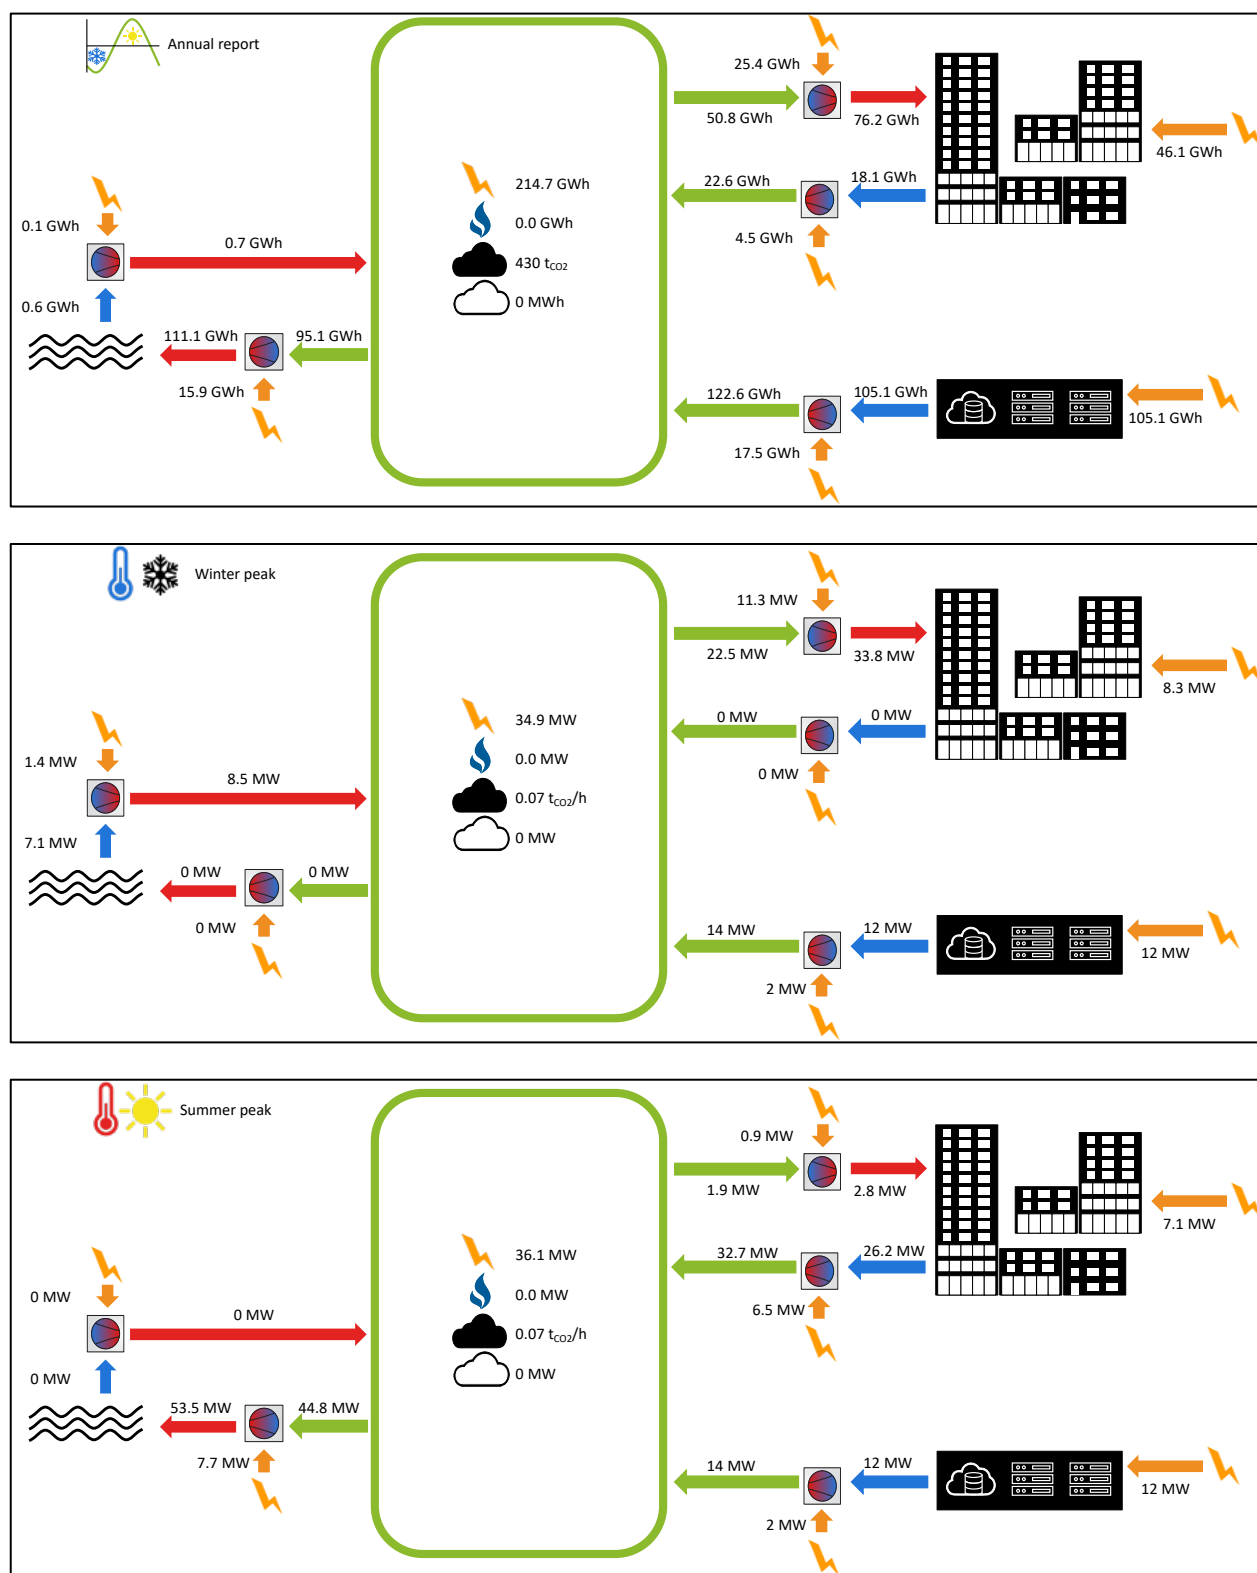 Annual report
25.4 GWh
50.8 GWh
76.2 GWh
46.1 GWh
214.7 GWh
22.6 GWh
18.1 GWh
0.1 GWh
0.0 GWh
4.5 GWh
0.7 GWh
430 tCO2
0 MWh
0.6 GWh
111.1 GWh
95.1 GWh
15.9 GWh
122.6 GWh
105.1 GWh
105.1 GWh
17.5 GWh
Winter peak
11.3 MW
22.5 MW
33.8 MW
8.3 MW
34.9 MW
0 MW
0 MW
1.4 MW
0.0 MW
0 MW
8.5 MW
0.07 tCO2/h
0 MW
7.1 MW
0 MW
0 MW
0 MW
14 MW
12 MW
12 MW
2 MW
Summer peak
0.9 MW
1.9 MW
2.8 MW
7.1 MW
36.1 MW
32.7 MW
26.2 MW
0 MW
0.0 MW
6.5 MW
0 MW
0.07 tCO2/h
0 MW
0 MW
53.5 MW
44.8 MW
7.7 MW
14 MW
12 MW
12 MW
2 MW